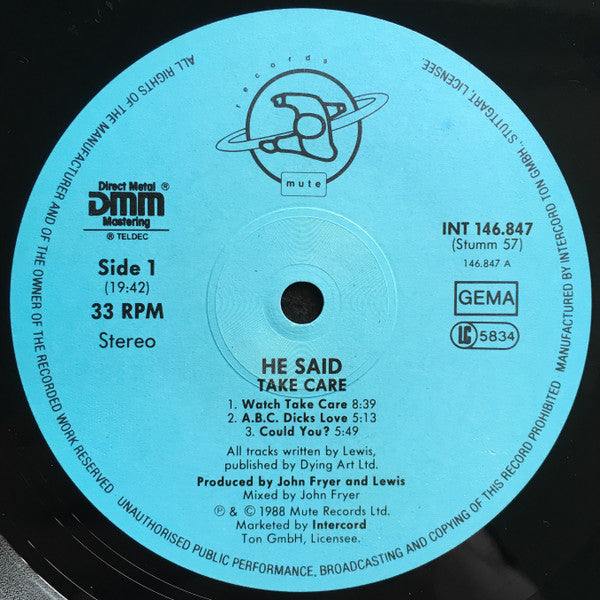 records
mute
Direct Metal ®
DMM
Mastering
® TELDEC
Side 1
(19:42)
33 RPM
Stereo
INT 146.847
(Stumm 57)
146.847 A
GEMA
LC 5834
HE SAID
TAKE CARE
1. Watch Take Care 8:39
2. A.B.C. Dicks Love 5:13
3. Could You? 5:49
All tracks written by Lewis,
published by Dying Art Ltd.
Produced by John Fryer and Lewis
Mixed by John Fryer
℗ & © 1988 Mute Records Ltd.
Marketed by Intercord
Ton GmbH, Licensee.
ALL RIGHTS OF THE MANUFACTURER AND OF THE OWNER OF THE RECORDED WORK RESERVED
UNAUTHORISED PUBLIC PERFORMANCE, BROADCASTING AND COPYING OF THIS RECORD PROHIBITED
MANUFACTURED BY INTERCORD TON GMBH, STUTTGART, LICENSEE.